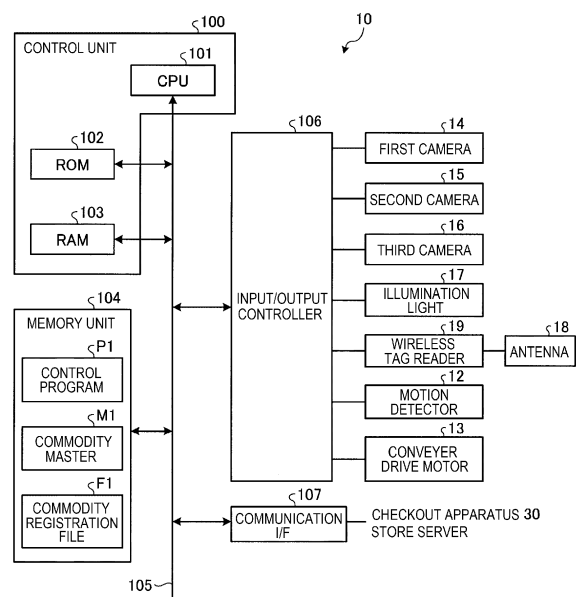 10
100
CONTROL UNIT
101
CPU
102
ROM
103
RAM
104
MEMORY UNIT
P1
CONTROL
PROGRAM
M1
COMMODITY
MASTER
F1
COMMODITY
REGISTRATION
FILE
105
106
INPUT/OUTPUT
CONTROLLER
14
FIRST CAMERA
15
SECOND CAMERA
16
THIRD CAMERA
17
ILLUMINATION
LIGHT
19
WIRELESS
TAG READER
18
ANTENNA
12
MOTION
DETECTOR
13
CONVEYER
DRIVE MOTOR
107
COMMUNICATION
I/F
CHECKOUT APPARATUS 30
STORE SERVER